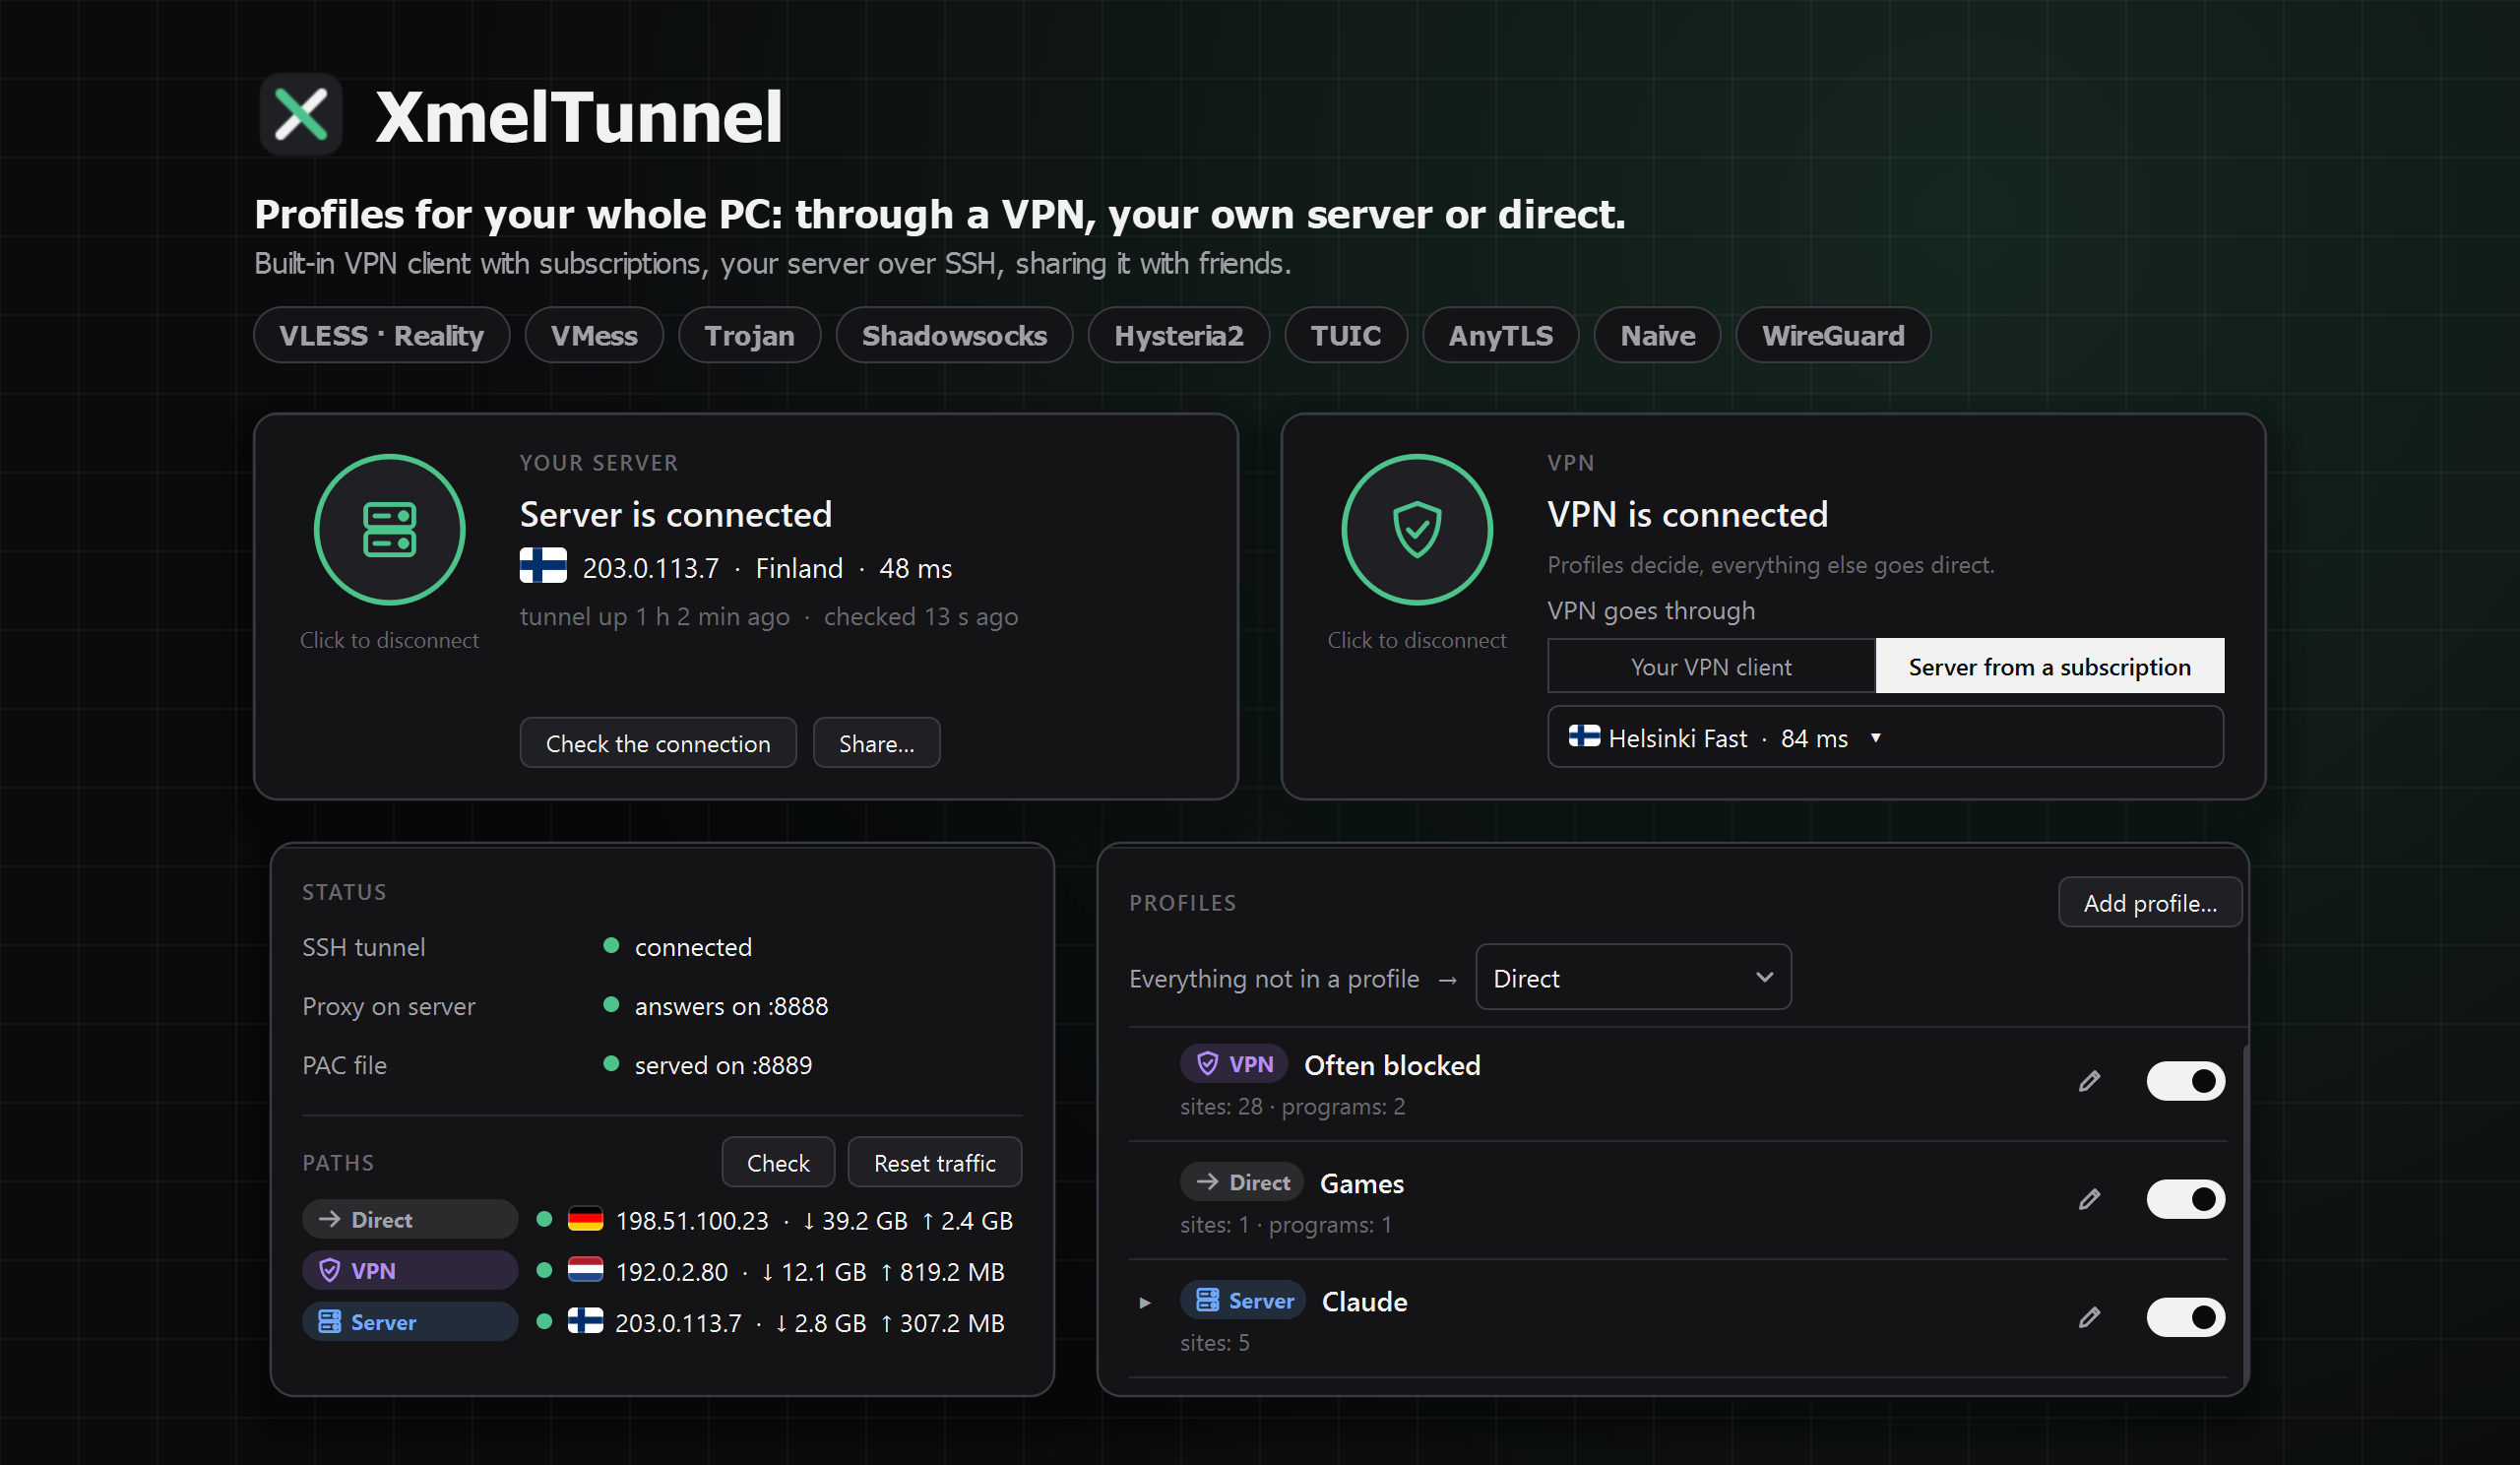 XmelTunnel
Profiles for your whole PC: through a VPN, your own server or direct.
Built-in VPN client with subscriptions, your server over SSH, sharing it with friends.
VLESS · Reality VMess Trojan Shadowsocks Hysteria2 TUIC AnyTLS Naive WireGuard
YOUR SERVER
Server is connected
203.0.113.7 · Finland · 48 ms
tunnel up 1 h 2 min ago · checked 13 s ago
Click to disconnect
Check the connection Share...
VPN
VPN is connected
Profiles decide, everything else goes direct.
VPN goes through
Click to disconnect
Your VPN client Server from a subscription
Helsinki Fast · 84 ms ▾
STATUS
SSH tunnel connected
Proxy on server answers on :8888
PAC file served on :8889
PATHS Check Reset traffic
→ Direct 198.51.100.23 · ↓ 39.2 GB ↑ 2.4 GB
VPN 192.0.2.80 · ↓ 12.1 GB ↑ 819.2 MB
Server 203.0.113.7 · ↓ 2.8 GB ↑ 307.2 MB
PROFILES Add profile...
Everything not in a profile → Direct
VPN Often blocked
sites: 28 · programs: 2
→ Direct Games
sites: 1 · programs: 1
▸ Server Claude
sites: 5